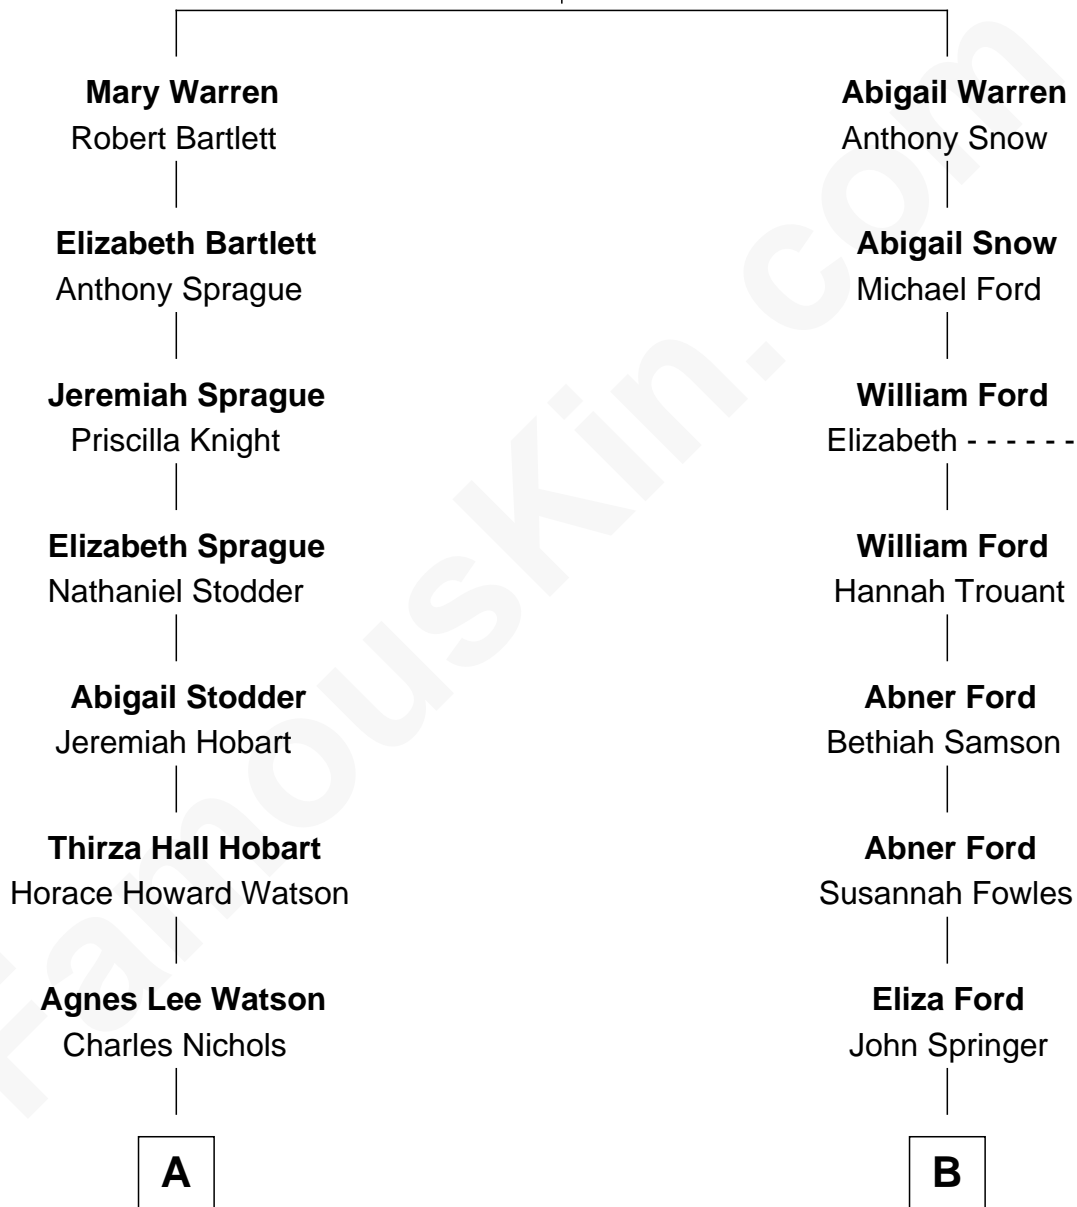 Mary Warren
Robert Bartlett
Elizabeth Bartlett
Anthony Sprague
Jeremiah Sprague
Priscilla Knight
Elizabeth Sprague
Nathaniel Stodder
Abigail Stodder
Jeremiah Hobart
Thirza Hall Hobart
Horace Howard Watson
Agnes Lee Watson
Charles Nichols
A
Abigail Warren
Anthony Snow
Abigail Snow
Michael Ford
William Ford
Elizabeth - - - - - -
William Ford
Hannah Trouant
Abner Ford
Bethiah Samson
Abner Ford
Susannah Fowles
Eliza Ford
John Springer
B
FamousKin.com